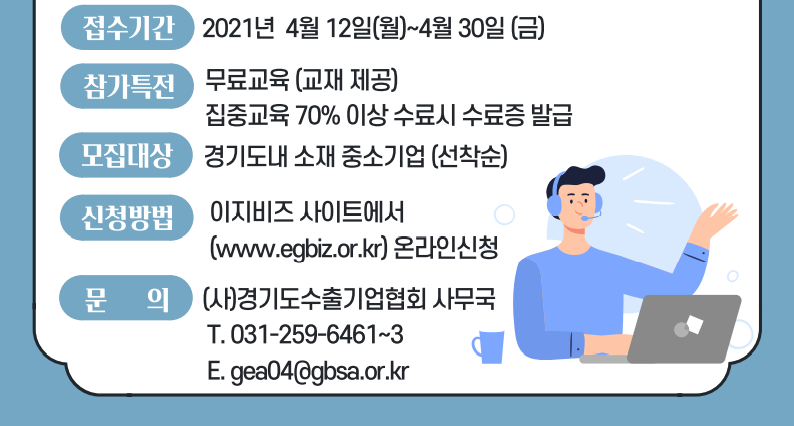 접수기간 2021년 4월 12일(월)~4월 30일 (금)
참가특전 무료교육 (교재 제공)
집중교육 70% 이상 수료시 수료증 발급
모집대상 경기도내 소재 중소기업 (선착순)
신청방법 이지비즈 사이트에서
(www.egbiz.or.kr) 온라인신청
문 의 (사)경기도수출기업협회 사무국
T. 031-259-6461~3
E. gea04@gbsa.or.kr